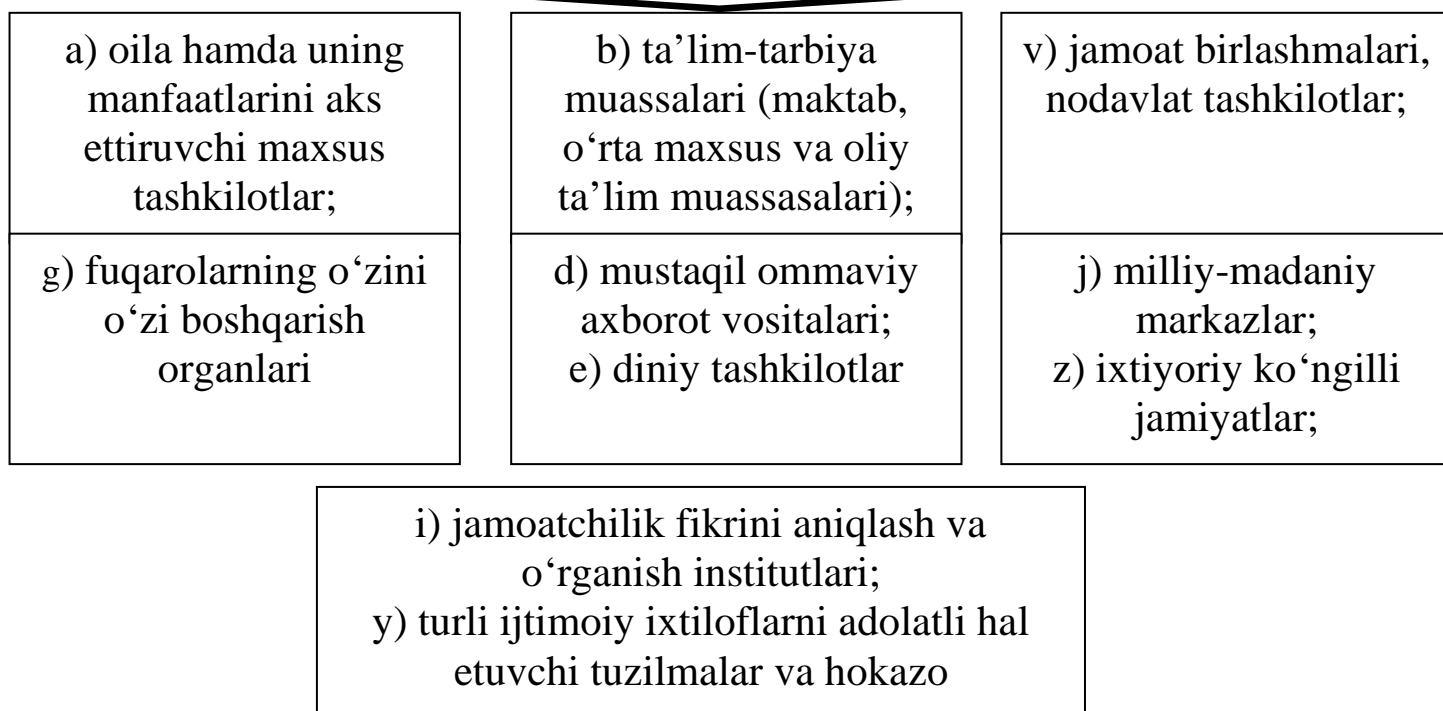 a) oila hamda uning
manfaatlarini aks
ettiruvchi maxsus
tashkilotlar;
b) ta’lim-tarbiya
muassalari (maktab,
o‘rta maxsus va oliy
ta’lim muassasalari);
v) jamoat birlashmalari,
nodavlat tashkilotlar;
g) fuqarolarning o‘zini
o‘zi boshqarish
organlari
d) mustaqil ommaviy
axborot vositalari;
e) diniy tashkilotlar
j) milliy-madaniy
markazlar;
z) ixtiyoriy ko‘ngilli
jamiyatlar;
i) jamoatchilik fikrini aniqlash va
o‘rganish institutlari;
y) turli ijtimoiy ixtiloflarni adolatli hal
etuvchi tuzilmalar va hokazo